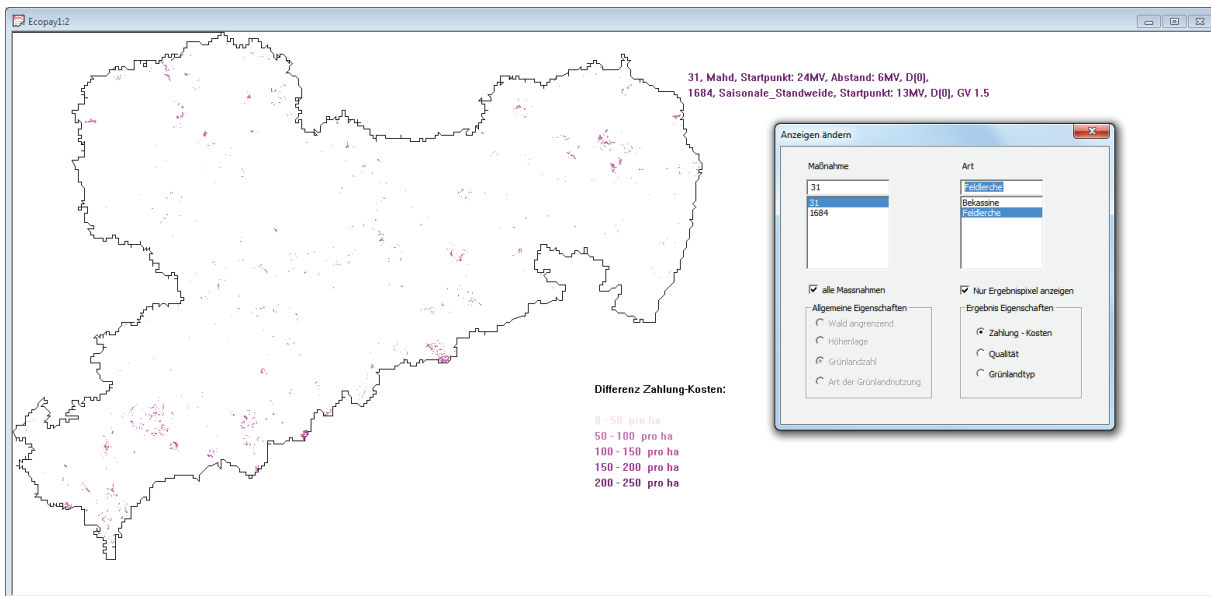 Ecopay1:2
31, Mahd, Startpunkt: 24MV, Abstand: 6MV, D(0),
1684, Saisonale_Standweide, Startpunkt: 13MV, D(0), GV 1.5
Anzeigen ändern
Maßnahme
31
31
1684
alle Massnahmen
Allgemeine Eigenschaften
Wald angrenzend
Höhenlage
Grünlandzahl
Art der Grünlandnutzung
Art
Feldlerche
Bekassine
Feldlerche
Nur Ergebnispixel anzeigen
Ergebnis Eigenschaften
Zahlung - Kosten
Qualität
Grünlandtyp
Differenz Zahlung-Kosten:
0 - 50 pro ha
50 - 100 pro ha
100 - 150 pro ha
150 - 200 pro ha
200 - 250 pro ha